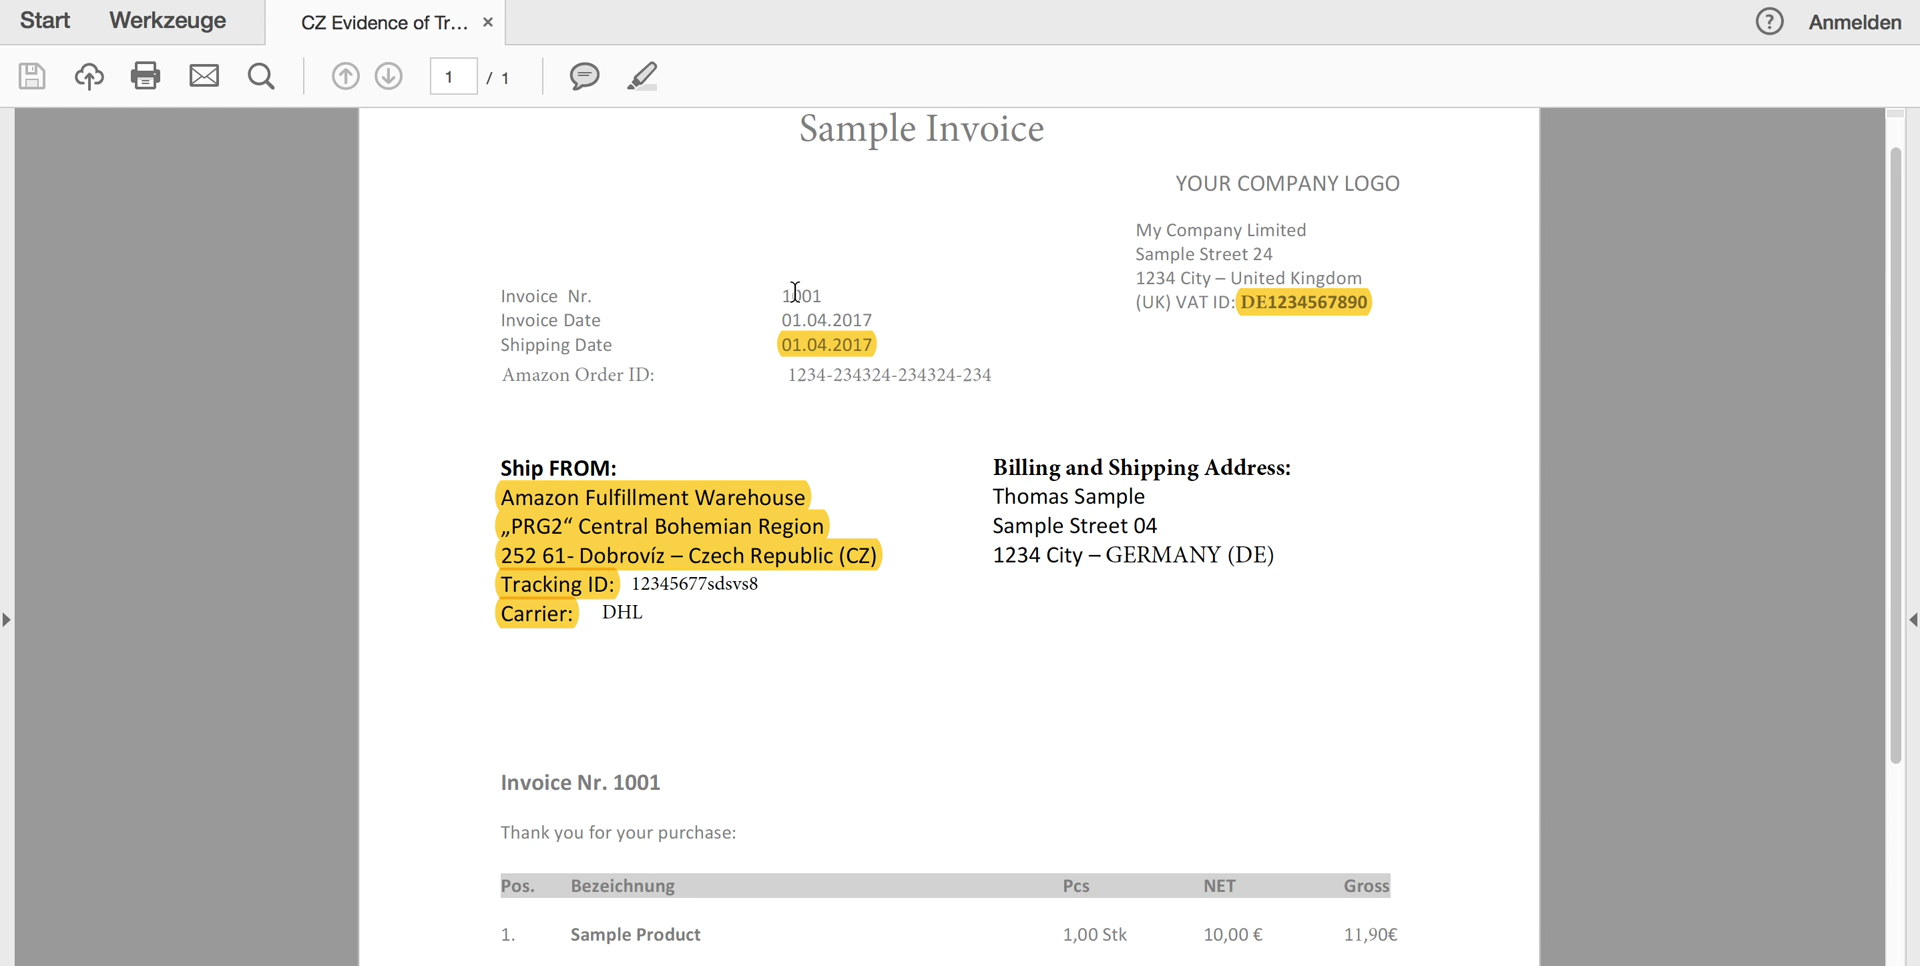 Start Werkzeuge CZ Evidence of Tr... × ? Anmelden
1 / 1
Sample Invoice
YOUR COMPANY LOGO
My Company Limited
Sample Street 24
1234 City – United Kingdom
(UK) VAT ID: DE1234567890
Invoice Nr. 1001
Invoice Date 01.04.2017
Shipping Date 01.04.2017
Amazon Order ID: 1234-234324-234324-234
Ship FROM:
Amazon Fulfillment Warehouse
„PRG2“ Central Bohemian Region
252 61- Dobrovíz – Czech Republic (CZ)
Tracking ID: 12345677sdsvs8
Carrier: DHL
Billing and Shipping Address:
Thomas Sample
Sample Street 04
1234 City – GERMANY (DE)
Invoice Nr. 1001
Thank you for your purchase:
Pos. Bezeichnung Pcs NET Gross
1. Sample Product 1,00 Stk 10,00 € 11,90€